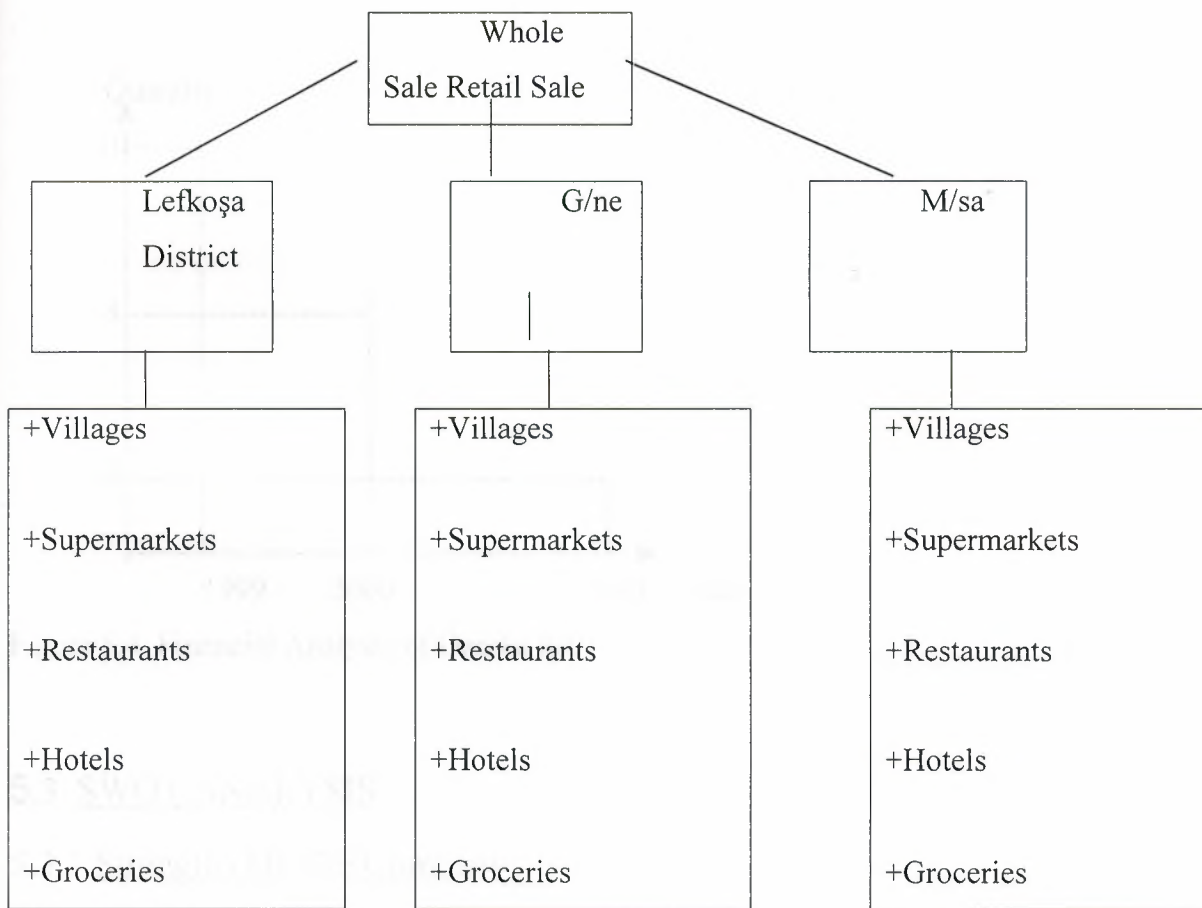 Whole
Sale Retail Sale
Lefkoşa
District
G/ne
M/sa
+Villages
+Supermarkets
+Restaurants
+Hotels
+Groceries
+Villages
+Supermarkets
+Restaurants
+Hotels
+Groceries
+Villages
+Supermarkets
+Restaurants
+Hotels
+Groceries